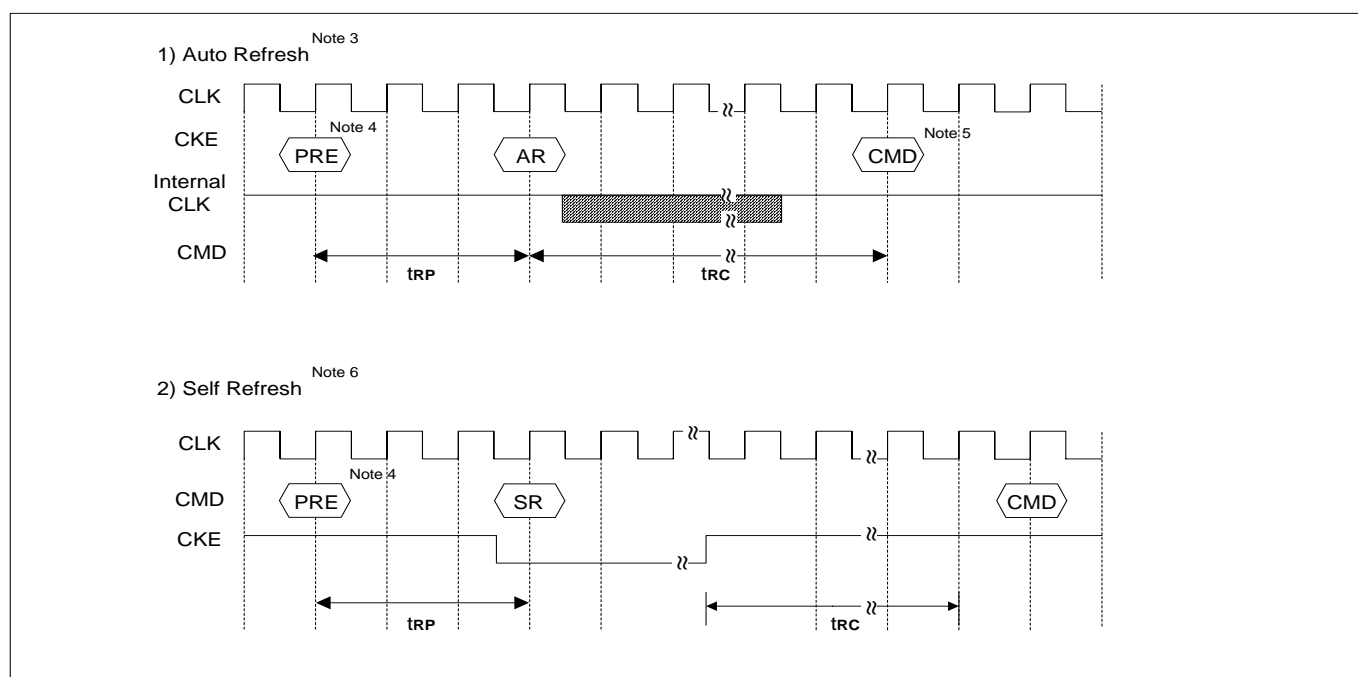 1) Auto Refresh Note 3
CLK
CKE
Note 4
Note 5
PRE
AR
CMD
Internal
CLK
CMD
tRP
tRC
2) Self Refresh Note 6
CLK
Note 4
CMD
PRE
SR
CMD
CKE
tRP
tRC